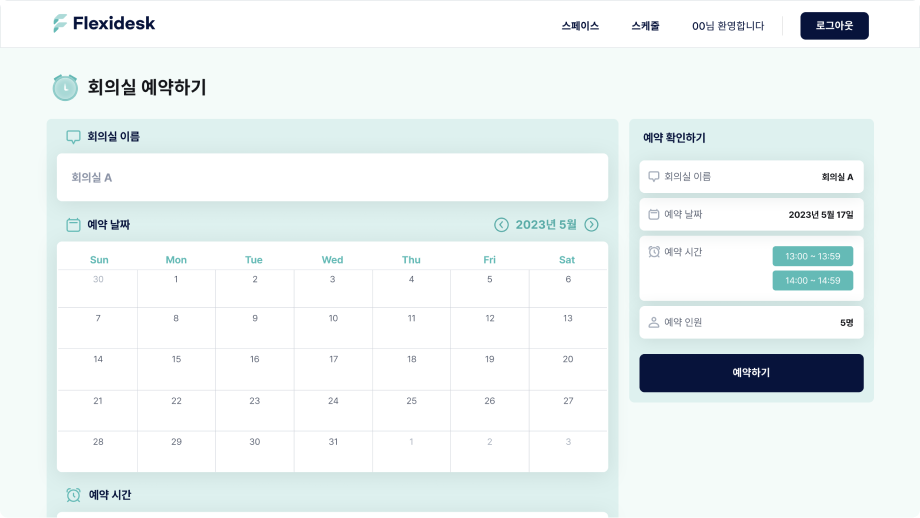 Flexidesk
스페이스 스케줄 00님 환영합니다 로그아웃
회의실 예약하기
회의실 이름
회의실 A
예약 날짜
2023년 5월
Sun Mon Tue Wed Thu Fri Sat
30 1 2 3 4 5 6
7 8 9 10 11 12 13
14 15 16 17 18 19 20
21 22 23 24 25 26 27
28 29 30 31 1 2 3
예약 시간
예약 확인하기
회의실 이름 회의실 A
예약 날짜 2023년 5월 17일
예약 시간 13:00 ~ 13:59
14:00 ~ 14:59
예약 인원 5명
예약하기